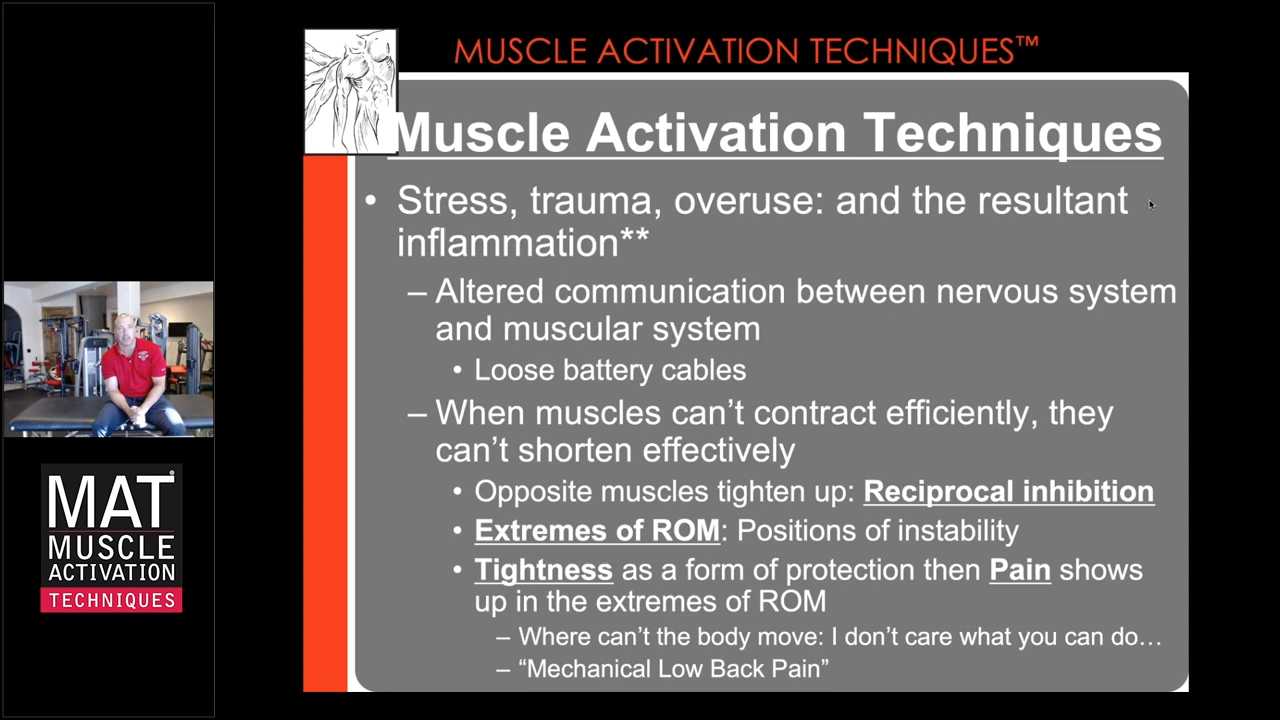 MUSCLE ACTIVATION TECHNIQUES™
Muscle Activation Techniques
• Stress, trauma, overuse: and the resultant
inflammation**
– Altered communication between nervous system
and muscular system
• Loose battery cables
– When muscles can’t contract efficiently, they
can’t shorten effectively
• Opposite muscles tighten up: Reciprocal inhibition
• Extremes of ROM: Positions of instability
• Tightness as a form of protection then Pain shows
up in the extremes of ROM
– Where can’t the body move: I don’t care what you can do…
– “Mechanical Low Back Pain”
MAT®
MUSCLE
ACTIVATION
TECHNIQUES